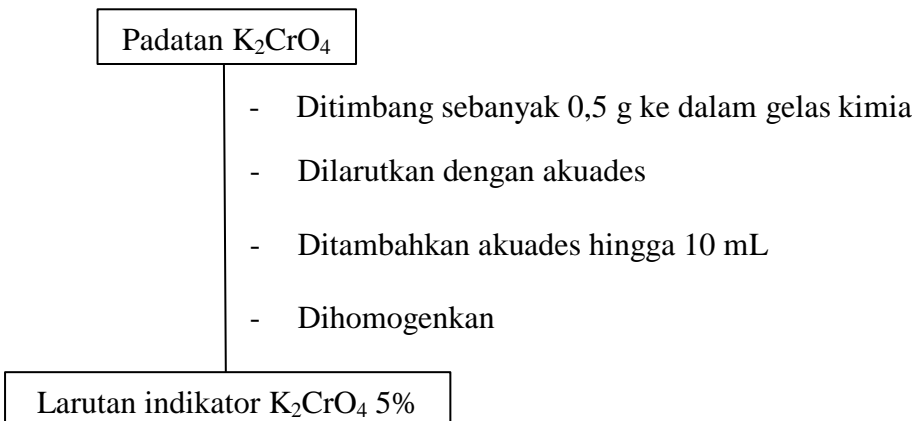 Padatan K₂CrO₄
- Ditimbang sebanyak 0,5 g ke dalam gelas kimia
- Dilarutkan dengan akuades
- Ditambahkan akuades hingga 10 mL
- Dihomogenkan
Larutan indikator K₂CrO₄ 5%